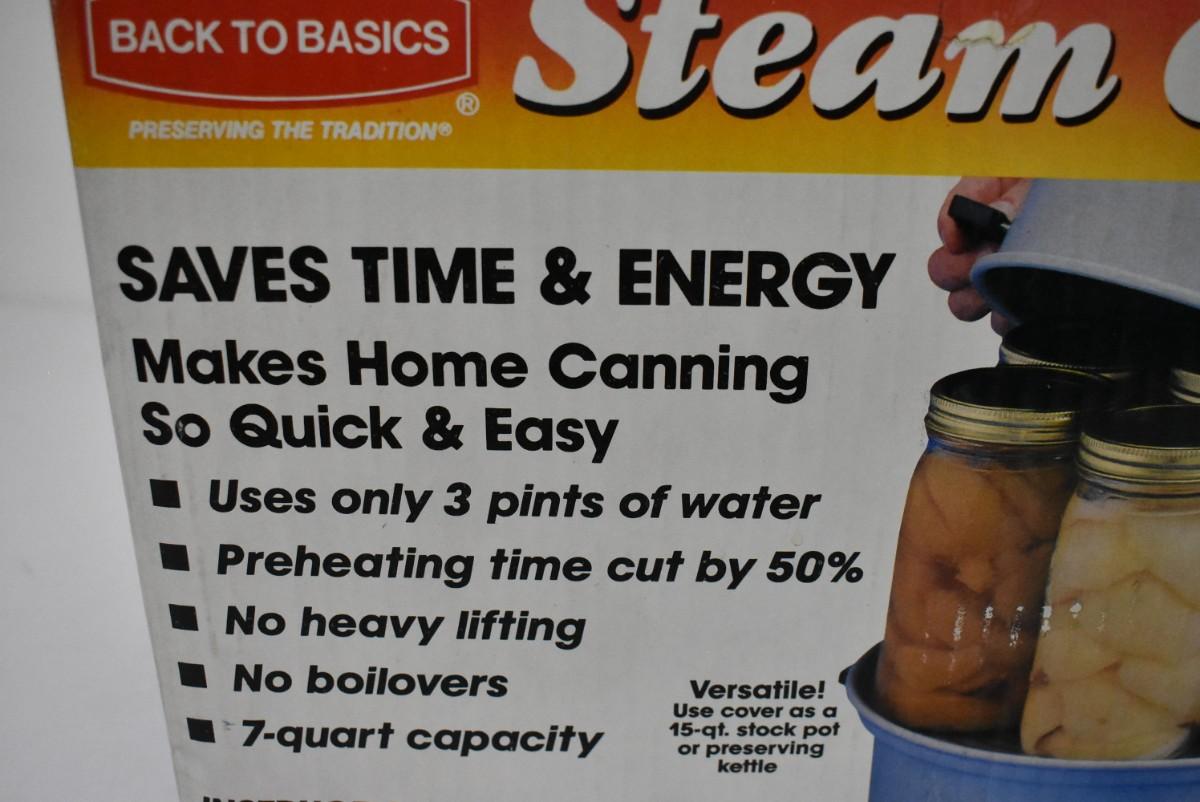 BACK TO BASICS
®
PRESERVING THE TRADITION®
Steam
SAVES TIME & ENERGY
Makes Home Canning
So Quick & Easy
■ Uses only 3 pints of water
■ Preheating time cut by 50%
■ No heavy lifting
■ No boilovers
■ 7-quart capacity
Versatile!
Use cover as a
15-qt. stock pot
or preserving
kettle